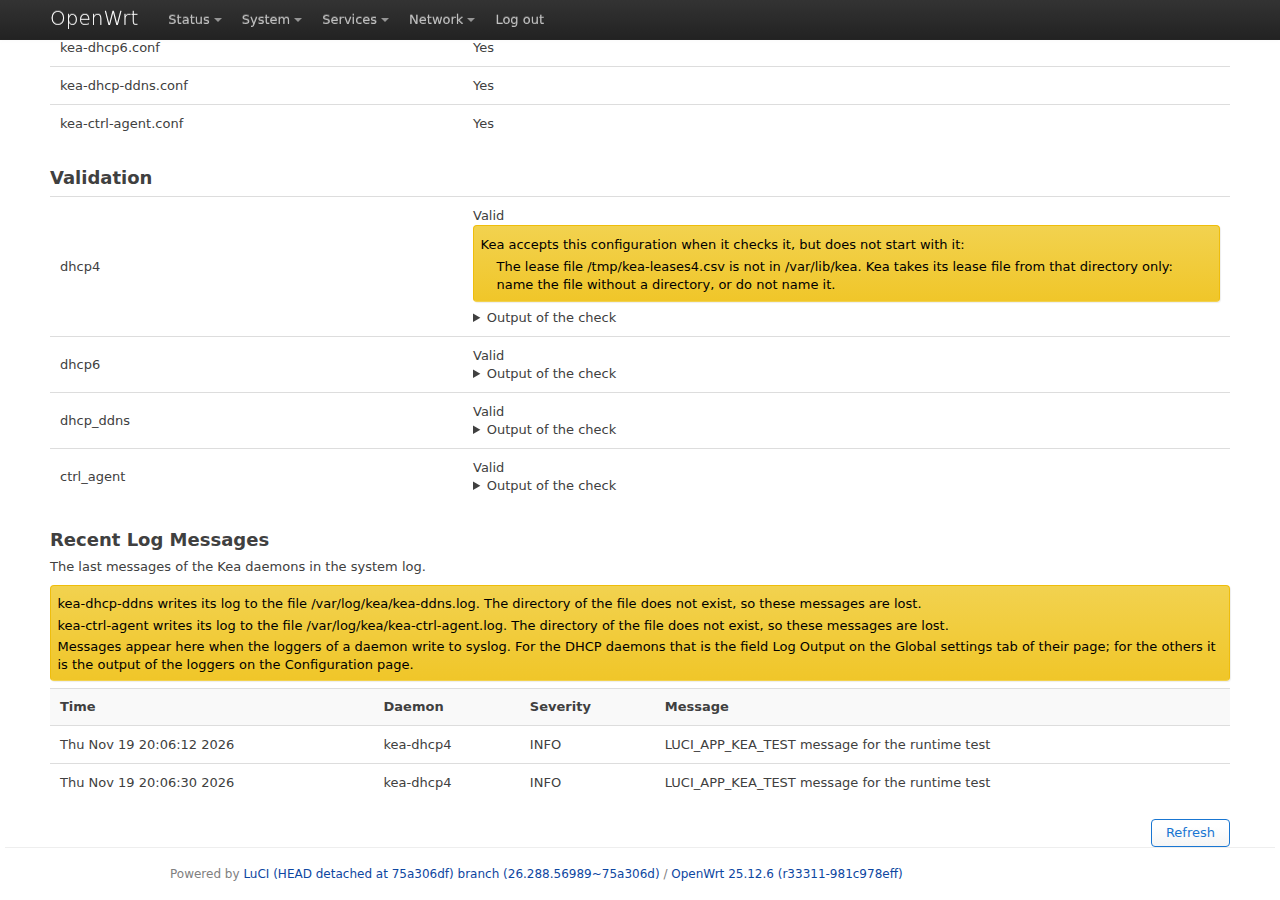 OpenWrt Status System Services Network Log out
kea-dhcp6.conf Yes
kea-dhcp-ddns.conf Yes
kea-ctrl-agent.conf Yes
Validation
dhcp4
Valid
Kea accepts this configuration when it checks it, but does not start with it:
The lease file /tmp/kea-leases4.csv is not in /var/lib/kea. Kea takes its lease file from that directory only:
name the file without a directory, or do not name it.
Output of the check
dhcp6
Valid
Output of the check
dhcp_ddns
Valid
Output of the check
ctrl_agent
Valid
Output of the check
Recent Log Messages
The last messages of the Kea daemons in the system log.
kea-dhcp-ddns writes its log to the file /var/log/kea/kea-ddns.log. The directory of the file does not exist, so these messages are lost.
kea-ctrl-agent writes its log to the file /var/log/kea/kea-ctrl-agent.log. The directory of the file does not exist, so these messages are lost.
Messages appear here when the loggers of a daemon write to syslog. For the DHCP daemons that is the field Log Output on the Global settings tab of their page; for the others it
is the output of the loggers on the Configuration page.
Time Daemon Severity Message
Thu Nov 19 20:06:12 2026 kea-dhcp4 INFO LUCI_APP_KEA_TEST message for the runtime test
Thu Nov 19 20:06:30 2026 kea-dhcp4 INFO LUCI_APP_KEA_TEST message for the runtime test
Refresh
Powered by LuCI (HEAD detached at 75a306df) branch (26.288.56989~75a306d) / OpenWrt 25.12.6 (r33311-981c978eff)